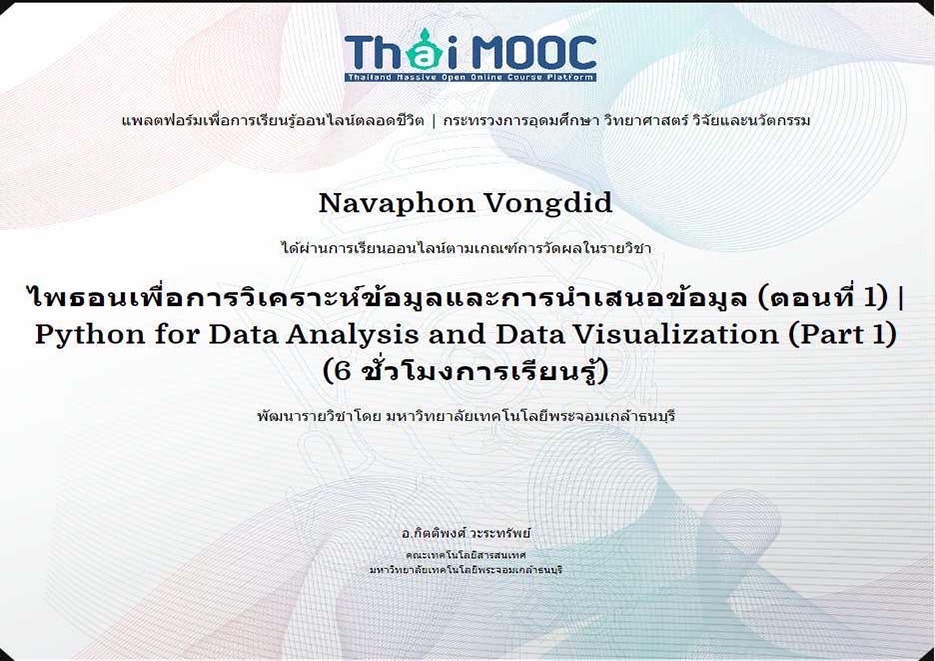 Thai MOOC
Thailand Massive Open Online Course Platform
แพลตฟอร์มเพื่อการเรียนรู้ออนไลน์ตลอดชีวิต | กระทรวงการอุดมศึกษา วิทยาศาสตร์ วิจัยและนวัตกรรม
Navaphon Vongdid
ได้ผ่านการเรียนออนไลน์ตามเกณฑ์การวัดผลในรายวิชา
ไพธอนเพื่อการวิเคราะห์ข้อมูลและการนำเสนอข้อมูล (ตอนที่ 1) |
Python for Data Analysis and Data Visualization (Part 1)
(6 ชั่วโมงการเรียนรู้)
พัฒนารายวิชาโดย มหาวิทยาลัยเทคโนโลยีพระจอมเกล้าธนบุรี
อ.กิตติพงศ์ วะระทรัพย์
คณะเทคโนโลยีสารสนเทศ
มหาวิทยาลัยเทคโนโลยีพระจอมเกล้าธนบุรี